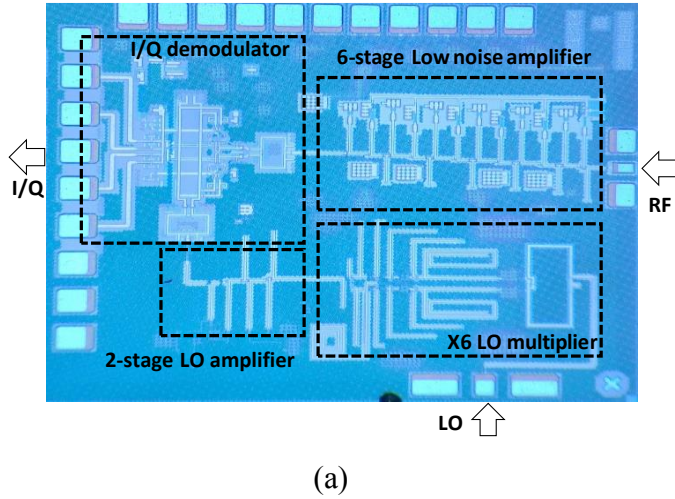 I/Q demodulator
6-stage Low noise amplifier
I/Q
RF
2-stage LO amplifier
X6 LO multiplier
LO
(a)